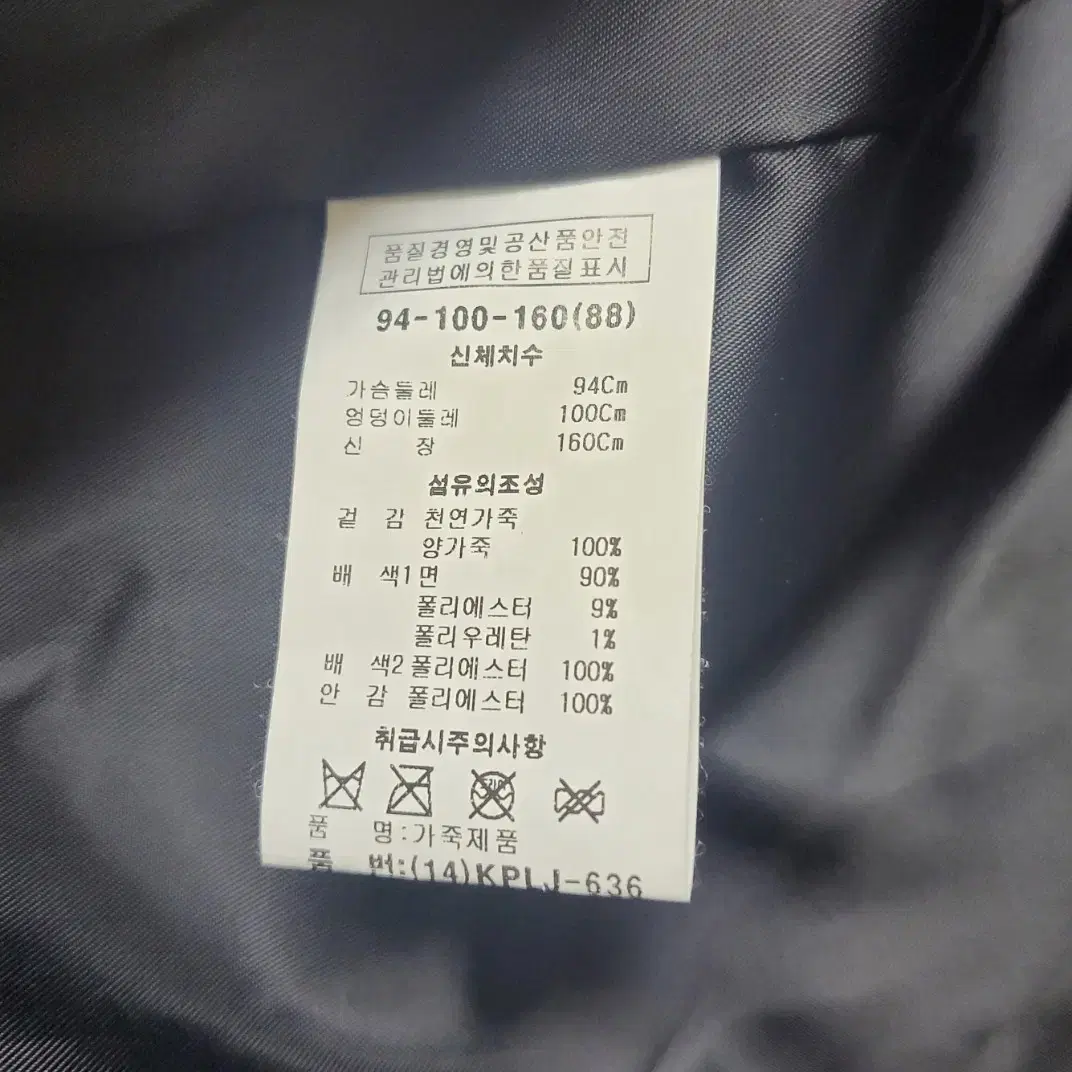 품질경영및공산품안전
관리법에의한품질표시
94-100-160(88)
신체치수
가슴둘레 94Cm
엉덩이둘레 100Cm
신 장 160Cm
섬유의조성
겉 감 천연가죽
양가죽 100%
배 색1 면 90%
폴리에스터 9%
폴리우레탄 1%
배 색2 폴리에스터 100%
안 감 폴리에스터 100%
취급시주의사항
품 명:가죽제품
품 번:(14)KPLJ-636